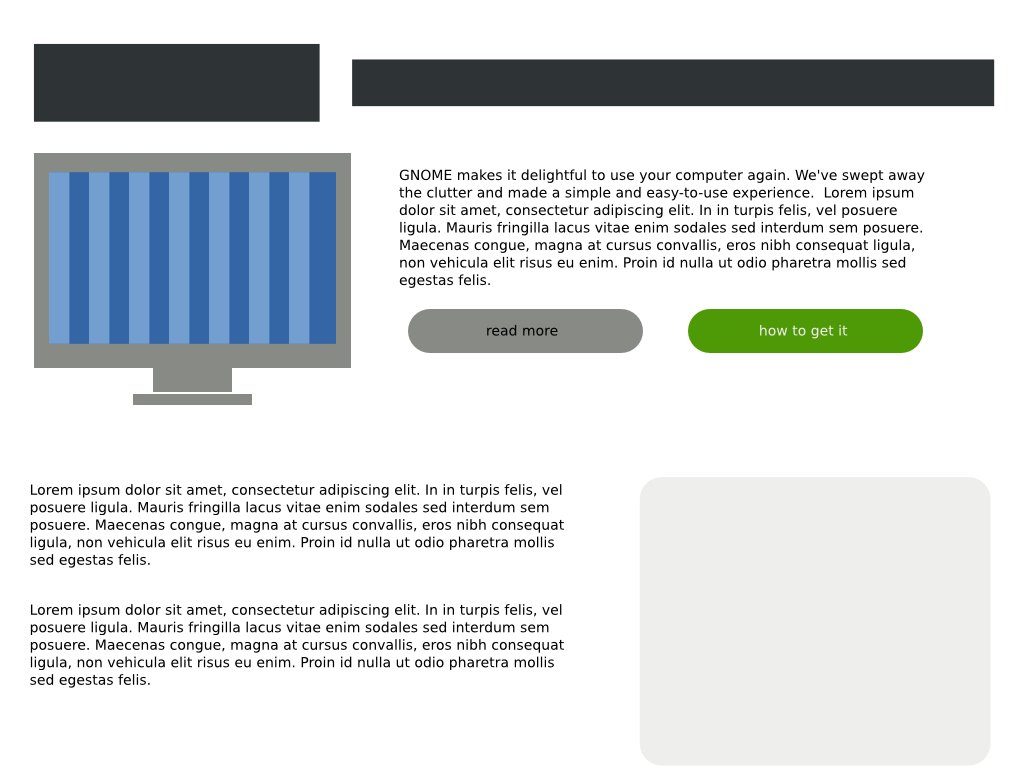 GNOME makes it delightful to use your computer again. We've swept away
the clutter and made a simple and easy-to-use experience.  Lorem ipsum
dolor sit amet, consectetur adipiscing elit. In in turpis felis, vel posuere
ligula. Mauris fringilla lacus vitae enim sodales sed interdum sem posuere.
Maecenas congue, magna at cursus convallis, eros nibh consequat ligula,
non vehicula elit risus eu enim. Proin id nulla ut odio pharetra mollis sed
egestas felis.
read more
how to get it
Lorem ipsum dolor sit amet, consectetur adipiscing elit. In in turpis felis, vel
posuere ligula. Mauris fringilla lacus vitae enim sodales sed interdum sem
posuere. Maecenas congue, magna at cursus convallis, eros nibh consequat
ligula, non vehicula elit risus eu enim. Proin id nulla ut odio pharetra mollis
sed egestas felis.
Lorem ipsum dolor sit amet, consectetur adipiscing elit. In in turpis felis, vel
posuere ligula. Mauris fringilla lacus vitae enim sodales sed interdum sem
posuere. Maecenas congue, magna at cursus convallis, eros nibh consequat
ligula, non vehicula elit risus eu enim. Proin id nulla ut odio pharetra mollis
sed egestas felis.